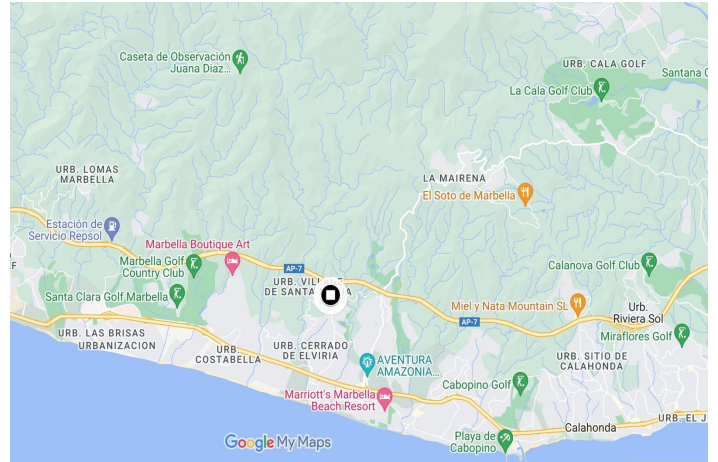 Caseta de Observación
Juana Diaz...
URB. CALA GOLF
La Cala Golf Club
Santana G
URB. LOMAS
MARBELLA
LA MAIRENA
El Soto de Marbella
Estación de
Servicio Repsol
Marbella Boutique Art
Marbella Golf
Country Club
AP-7
Calanova Golf Club
URB.
DE SANTA
Santa Clara Golf Marbella
Miel y Nata Mountain SL
AP-7
Urb.
Riviera Sol
Miraflores Golf
URB. LAS BRISAS
URBANIZACION
URB.
COSTABELLA
URB. CERRADO
DE ELVIRIA
AVENTURA
AMAZONIA...
URB. SITIO DE
CALAHONDA
Cabopino Golf
Marriott's Marbella
Beach Resort
Calahonda
URB. EL J
Playa de
Cabopino
Google My Maps